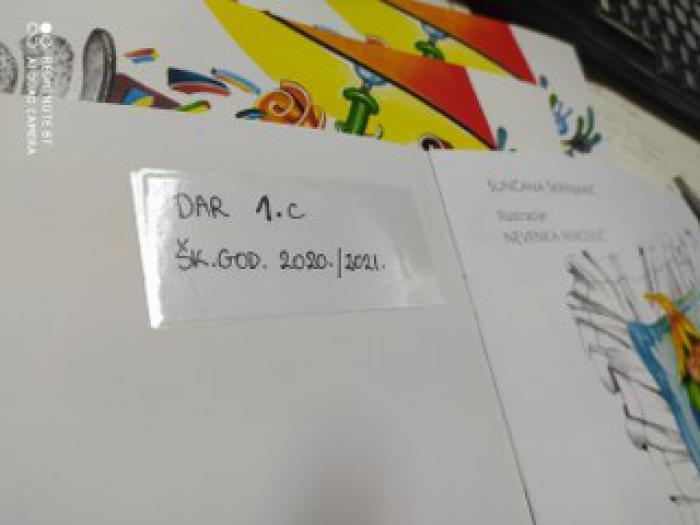 DAR 1.c
ŠK.GOD. 2020./2021.
SUNČANA ŠKRINJARIĆ
Ilustracije
NEVENKA MACOLIĆ
REDMI NOTE 8T
AI QUAD CAMERA